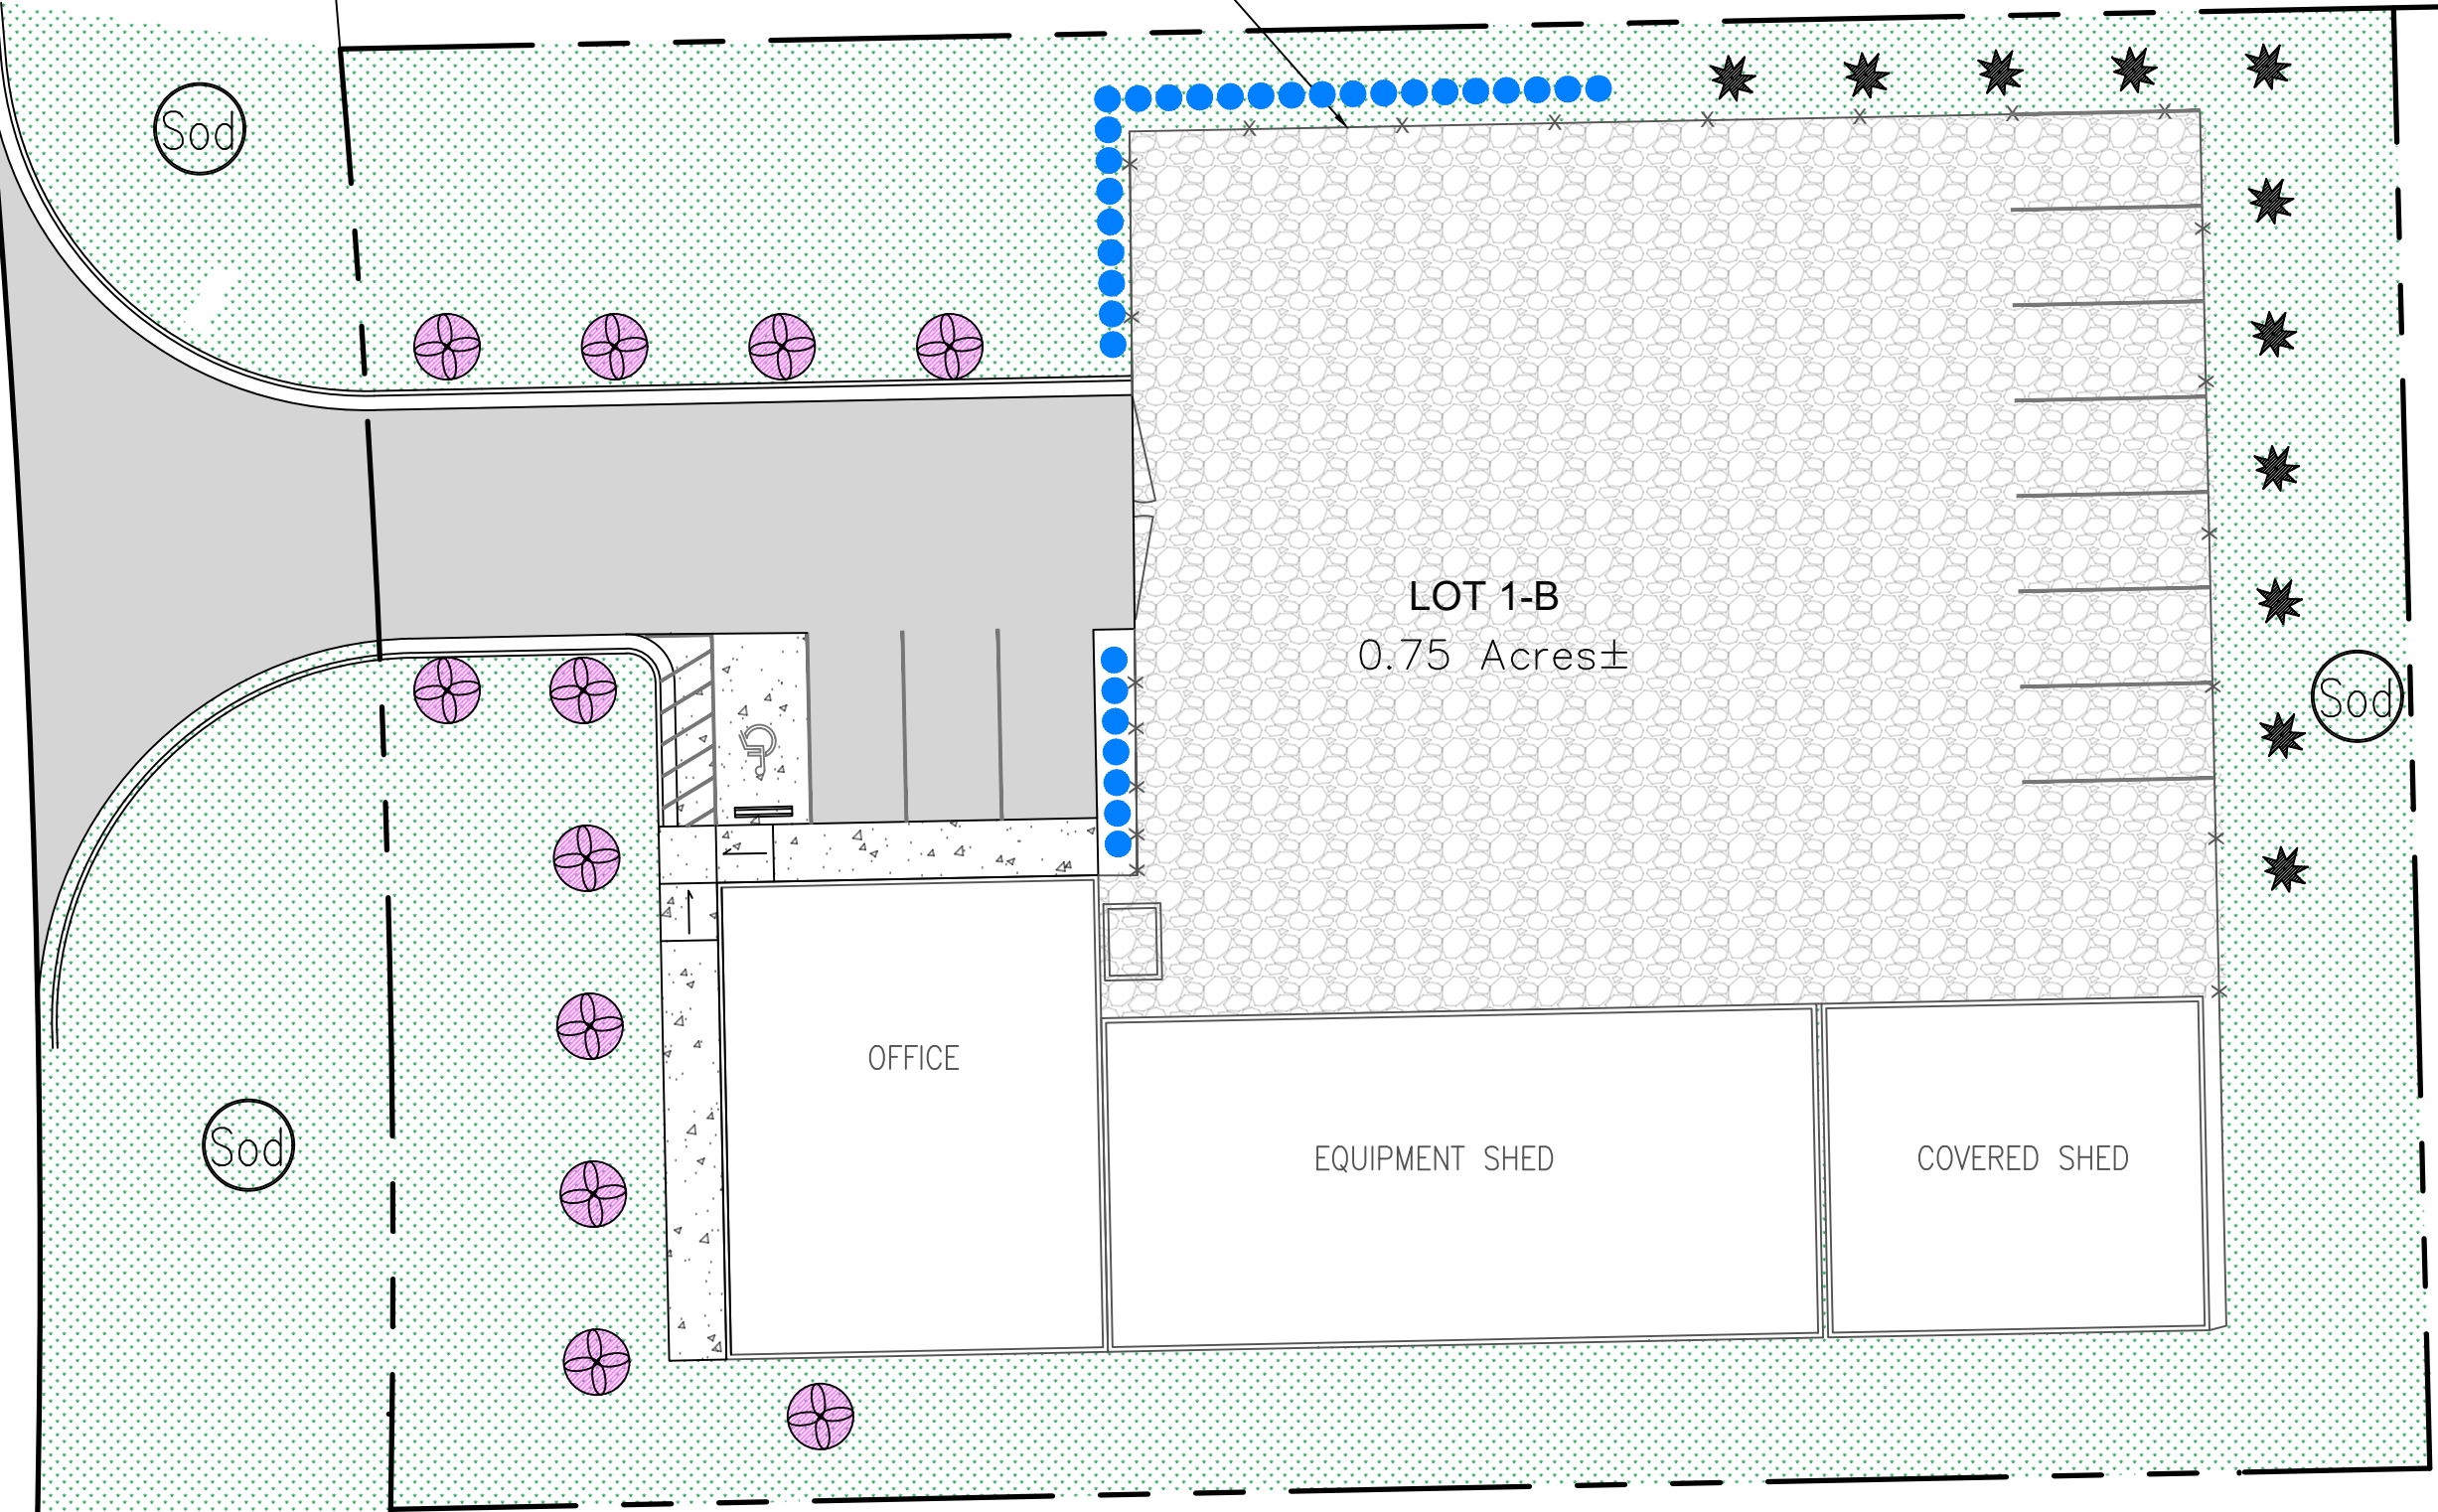 Sod
LOT 1-B
0.75 Acres±
Sod
OFFICE
EQUIPMENT SHED
COVERED SHED
Sod